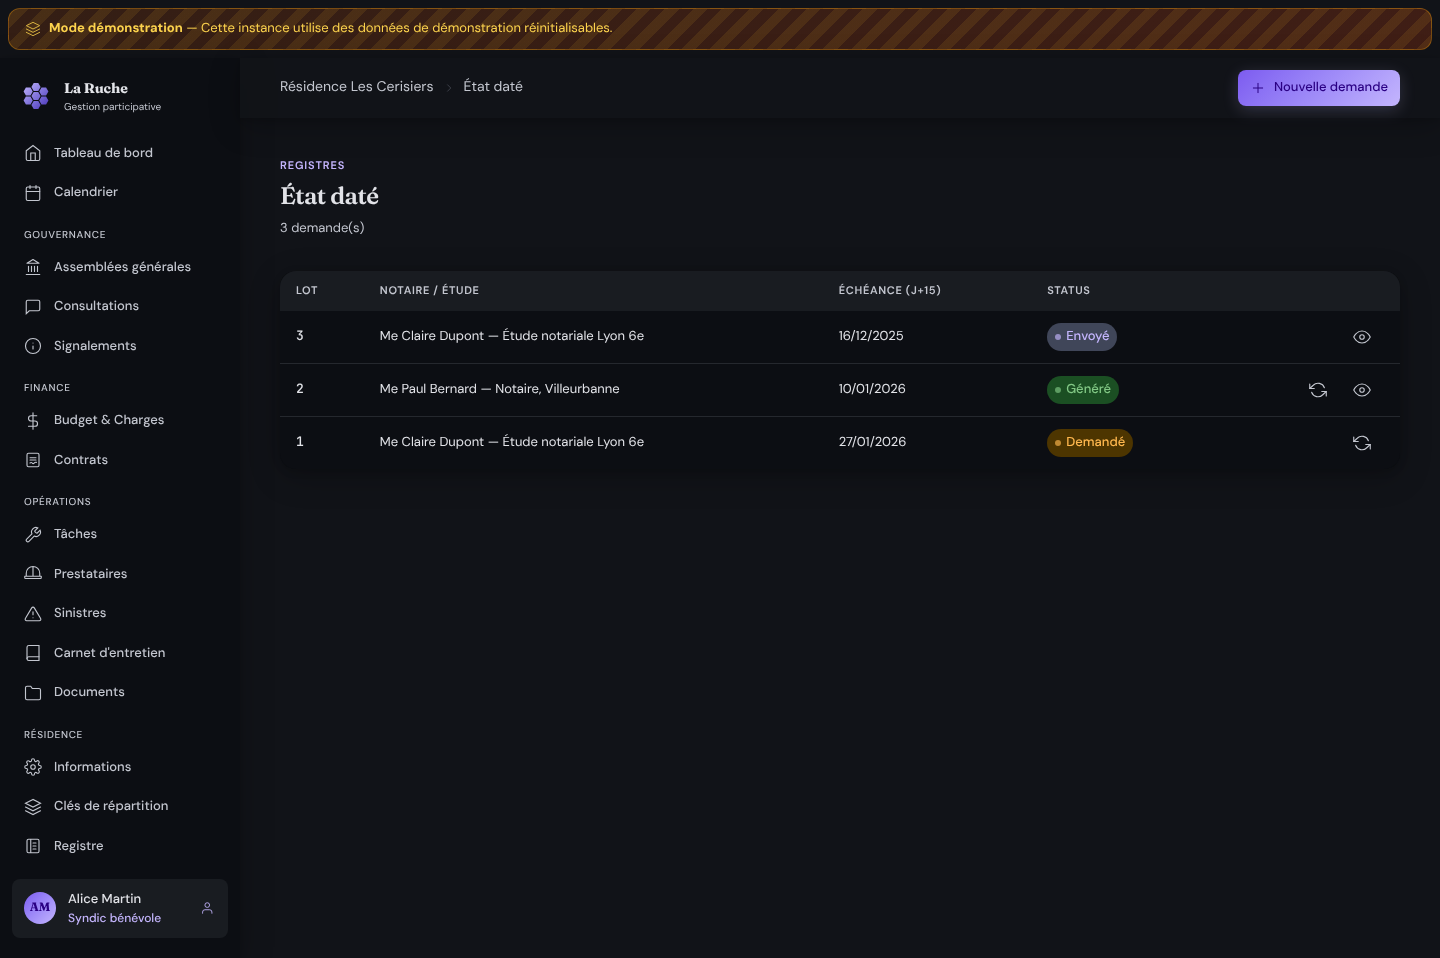 Mode démonstration — Cette instance utilise des données de démonstration réinitialisables.
La Ruche
Gestion participative
Tableau de bord
Calendrier
GOUVERNANCE
Assemblées générales
Consultations
Signalements
FINANCE
Budget & Charges
Contrats
OPÉRATIONS
Tâches
Prestataires
Sinistres
Carnet d'entretien
Documents
RÉSIDENCE
Informations
Clés de répartition
Registre
AM
Alice Martin
Syndic bénévole
Résidence Les Cerisiers > État daté
+ Nouvelle demande
REGISTRES
État daté
3 demande(s)
LOT NOTAIRE / ÉTUDE ÉCHÉANCE (J+15) STATUS
3 Me Claire Dupont — Étude notariale Lyon 6e 16/12/2025 Envoyé
2 Me Paul Bernard — Notaire, Villeurbanne 10/01/2026 Généré
1 Me Claire Dupont — Étude notariale Lyon 6e 27/01/2026 Demandé